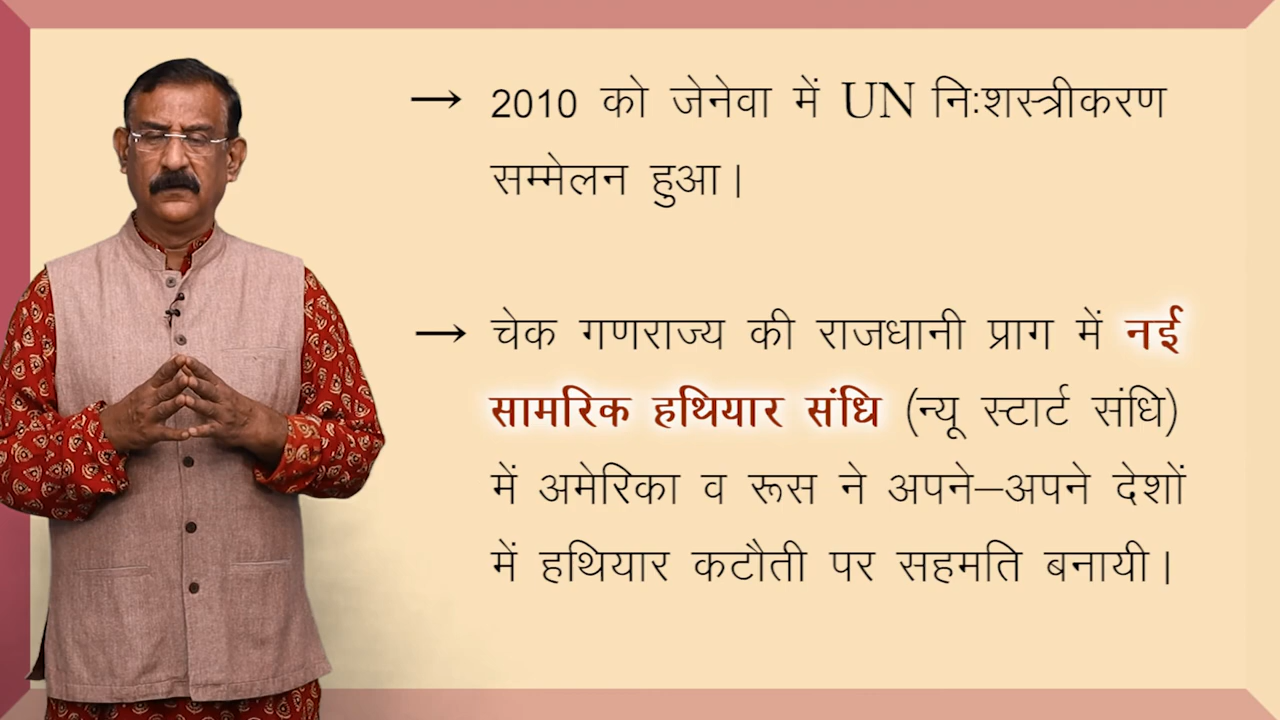 → 2010 को जेनेवा में UN निःशस्त्रीकरण
सम्मेलन हुआ।
→ चेक गणराज्य की राजधानी प्राग में नई
सामरिक हथियार संधि (न्यू स्टार्ट संधि)
में अमेरिका व रूस ने अपने–अपने देशों
में हथियार कटौती पर सहमति बनायी।